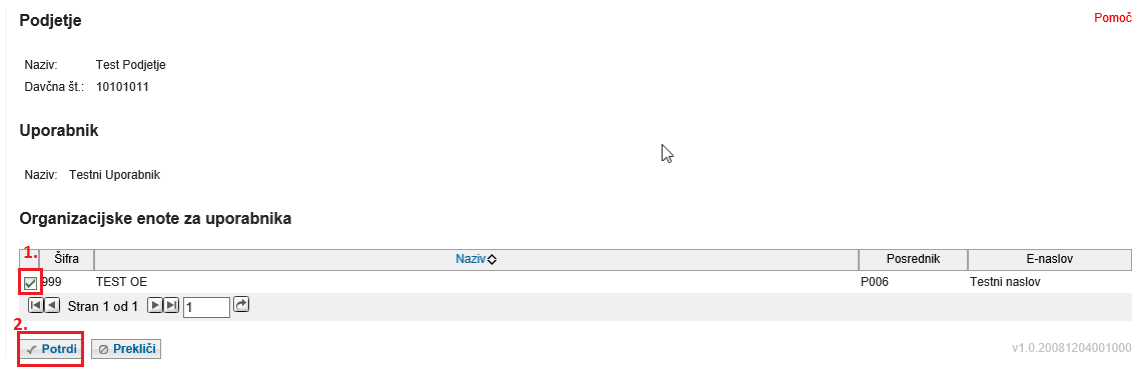 Podjetje Pomoč
Naziv: Test Podjetje
Davčna št.: 10101011
Uporabnik
Naziv: Testni Uporabnik
Organizacijske enote za uporabnika
1.
Šifra Naziv Posrednik E-naslov
999 TEST OE P006 Testni naslov
Stran 1 od 1 1
2.
Potrdi Prekliči v1.0.20081204001000